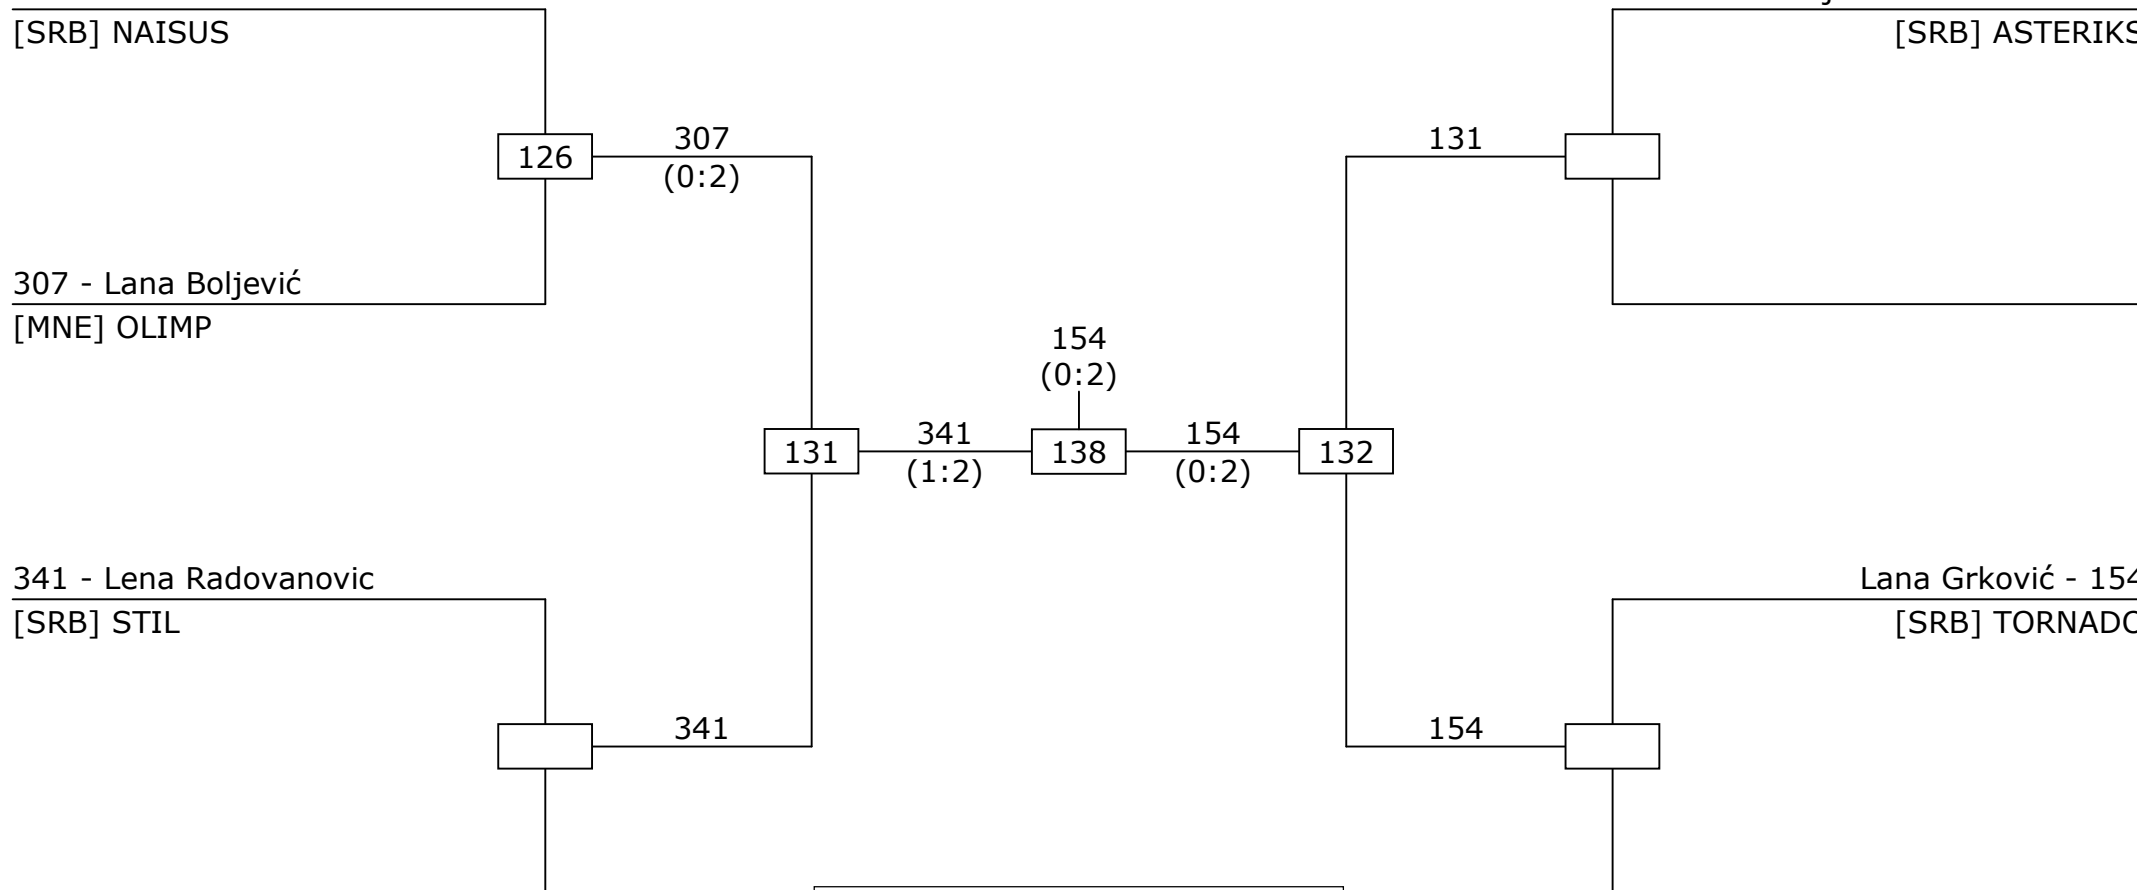 [SRB] NAISUS
[SRB] ASTERIKS
126
307
(0:2)
131
307 - Lana Boljević
[MNE] OLIMP
154
(0:2)
131
341
(1:2)
138
154
(0:2)
132
341 - Lena Radovanovic
[SRB] STIL
Lana Grković - 154
[SRB] TORNADO
341
154